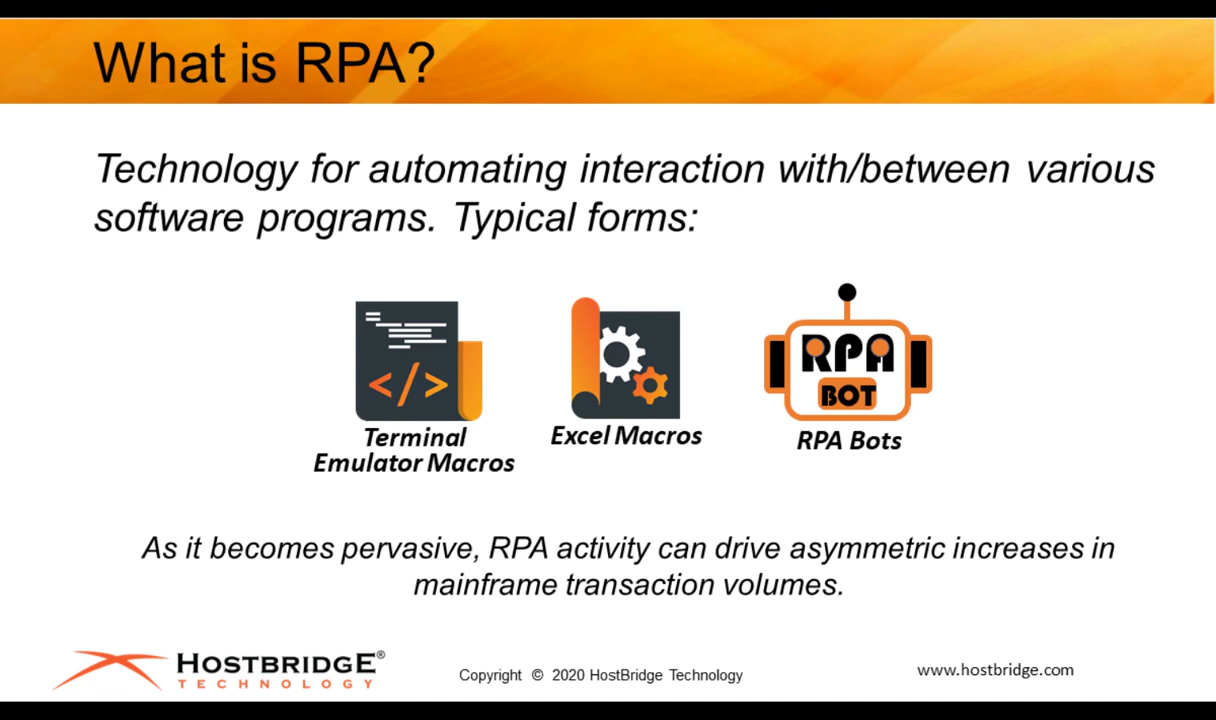 What is RPA?
Technology for automating interaction with/between various
software programs. Typical forms:
</>
RPA
BOT
Terminal
Emulator Macros
Excel Macros
RPA Bots
As it becomes pervasive, RPA activity can drive asymmetric increases in
mainframe transaction volumes.
HOSTBRIDGE®
TECHNOLOGY
Copyright © 2020 HostBridge Technology
www.hostbridge.com